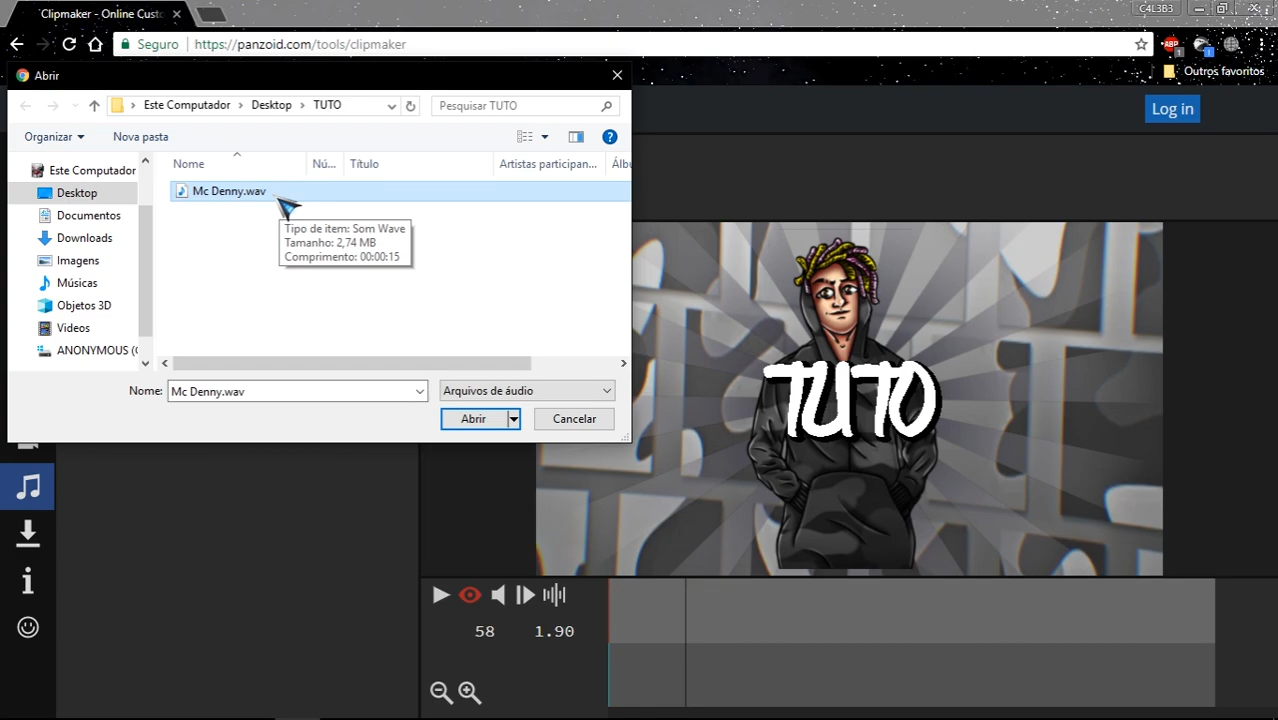 Clipmaker - Online Custo
C4L3B3
Seguro
https://panzoid.com/tools/clipmaker
ABP
1
1
Outros favoritos
Abrir
Este Computador
Desktop
TUTO
Pesquisar TUTO
Organizar
Nova pasta
?
Log in
Nome
Nú...
Título
Artistas participan...
Álbu
Este Computador
Mc Denny.wav
Desktop
Documentos
Tipo de item: Som Wave
Downloads
Tamanho: 2,74 MB
Imagens
Comprimento: 00:00:15
Músicas
Objetos 3D
Vídeos
ANONYMOUS (C
Nome:
Mc Denny.wav
Arquivos de áudio
Abrir
Cancelar
TUTO
58
1.90